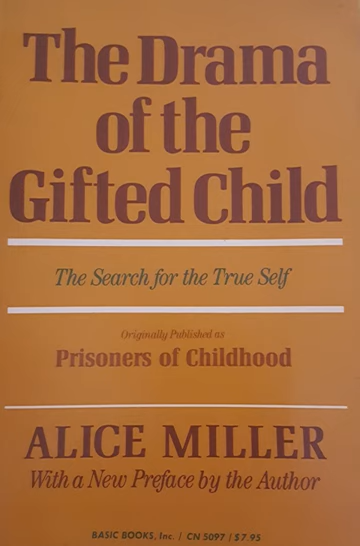 The Drama
of the
Gifted Child
The Search for the True Self
Originally Published as
Prisoners of Childhood
ALICE MILLER
With a New Preface by the Author
BASIC BOOKS, Inc. / CN 5097 / $7.95